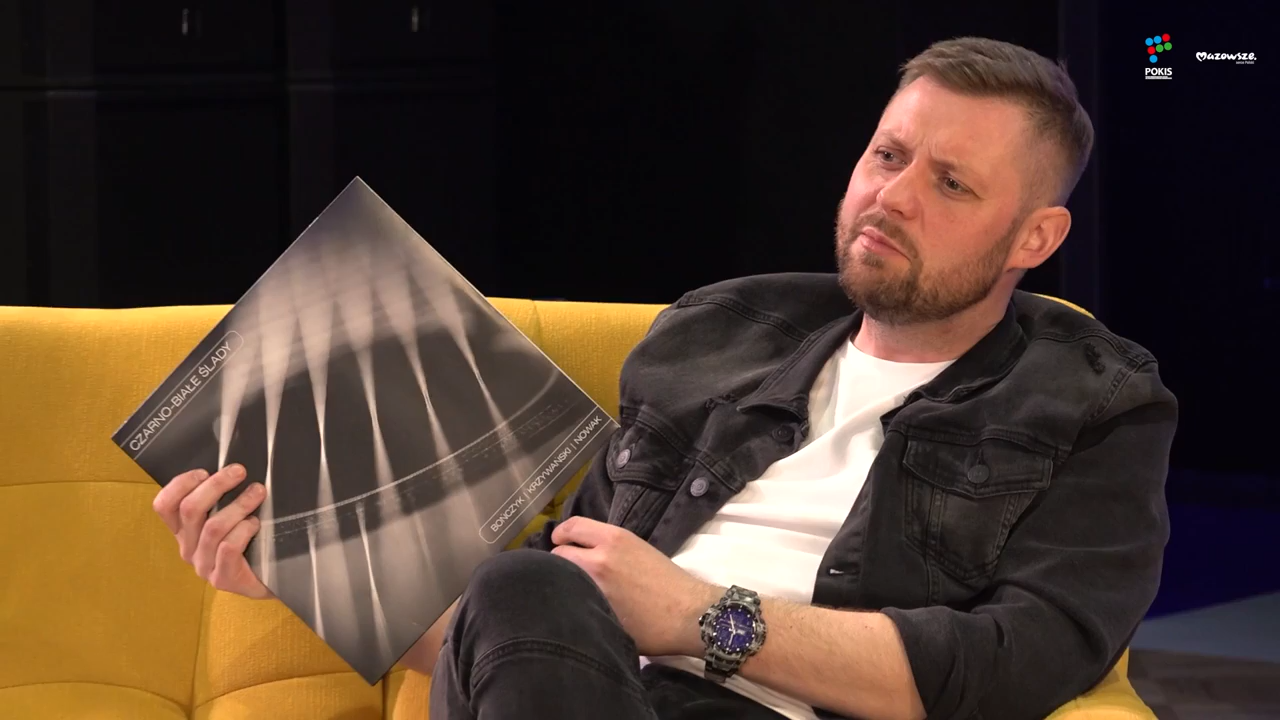 CZARNO-BIAŁE ŚLADY
BOŃCZYK | KRZYWAŃSKI | NOWAK
POKIS
Mazowsze.